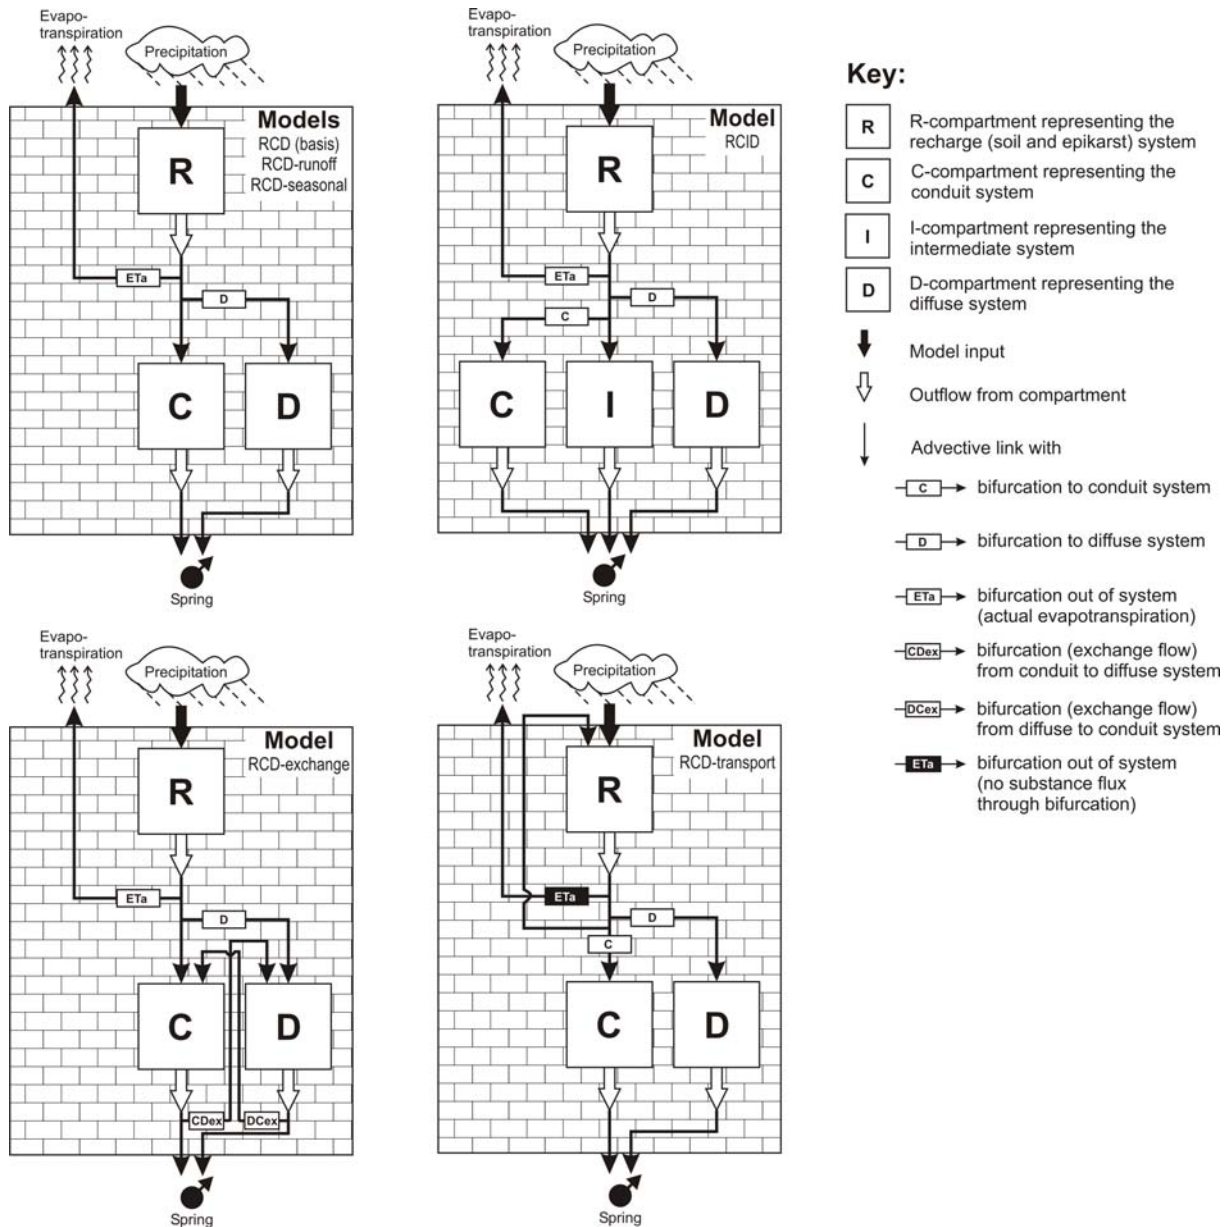 Evapo-
transpiration
Precipitation
Models
RCD (basis)
RCD-runoff
RCD-seasonal
R
ETa
D
C
D
Spring
Evapo-
transpiration
Precipitation
Model
RCID
R
ETa
D
C
C
I
D
Spring
Evapo-
transpiration
Precipitation
Model
RCD-exchange
R
ETa
D
C
D
CDex
DCex
Spring
Evapo-
transpiration
Precipitation
Model
RCD-transport
R
ETa
D
C
C
D
Spring
Key:
R
R-compartment representing the
recharge (soil and epikarst) system
C
C-compartment representing the
conduit system
I
I-compartment representing the
intermediate system
D
D-compartment representing the
diffuse system
Model input
Outflow from compartment
Advective link with
C
bifurcation to conduit system
D
bifurcation to diffuse system
ETa
bifurcation out of system
(actual evapotranspiration)
CDex
bifurcation (exchange flow)
from conduit to diffuse system
DCex
bifurcation (exchange flow)
from diffuse to conduit system
ETa
bifurcation out of system
(no substance flux
through bifurcation)